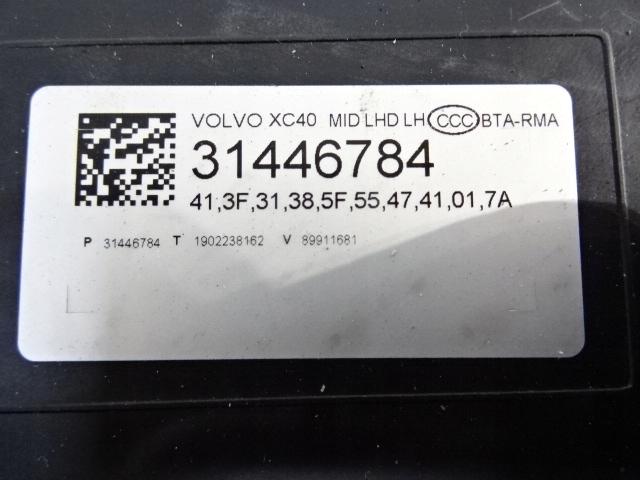 VOLVO XC40 MID LHD LH CCC BTA-RMA
31446784
41,3F,31,38,5F,55,47,41,01,7A
P 31446784 T 1902238162 V 89911681